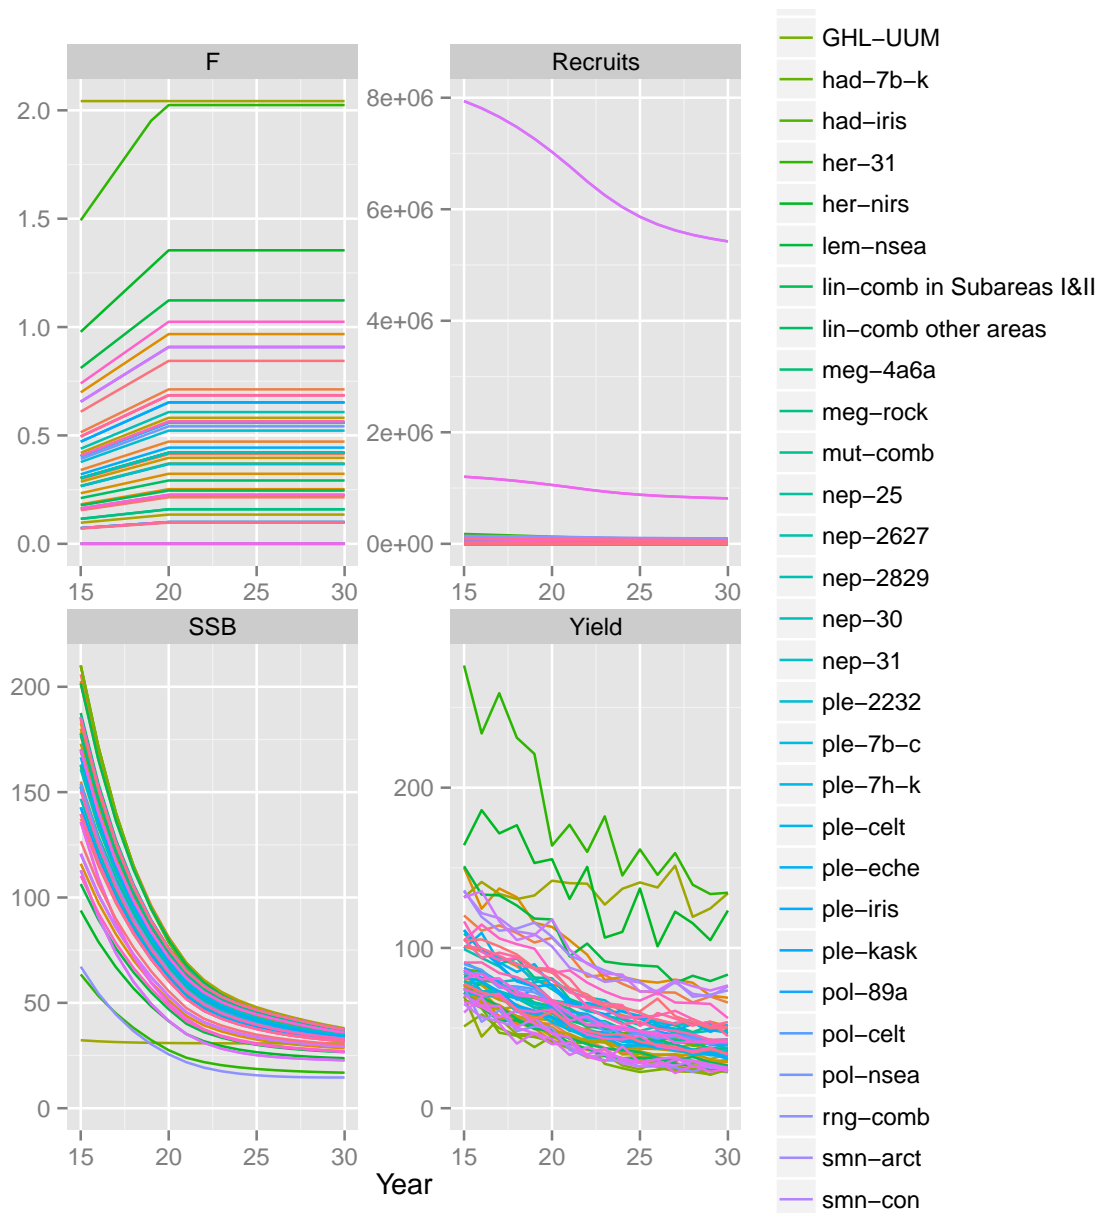 F
Recruits
2.0
1.5
1.0
0.5
0.0
8e+06
6e+06
4e+06
2e+06
0e+00
15 20 25 30
15 20 25 30
SSB
Yield
200
150
100
50
0
200
100
0
15 20 25 30
15 20 25 30
Year
GHL−UUM
had−7b−k
had−iris
her−31
her−nirs
lem−nsea
lin−comb in Subareas I&II
lin−comb other areas
meg−4a6a
meg−rock
mut−comb
nep−25
nep−2627
nep−2829
nep−30
nep−31
ple−2232
ple−7b−c
ple−7h−k
ple−celt
ple−eche
ple−iris
ple−kask
pol−89a
pol−celt
pol−nsea
rng−comb
smn−arct
smn−con